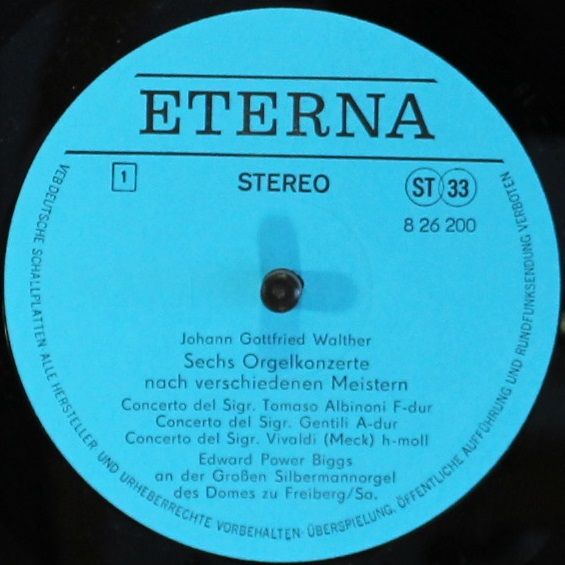 ETERNA
1
STEREO
ST 33
8 26 200
Johann Gottfried Walther
Sechs Orgelkonzerte
nach verschiedenen Meistern
Concerto del Sigr. Tomaso Albinoni F-dur
Concerto del Sigr. Gentili A-dur
Concerto del Sigr. Vivaldi (Meck) h-moll
Edward Power Biggs
an der Großen Silbermannorgel
des Domes zu Freiberg/Sa.
VEB DEUTSCHE SCHALLPLATTEN ALLE HERSTELLER- UND URHEBERRECHTE VORBEHALTEN. ÜBERSPIELUNG, ÖFFENTLICHE AUFFÜHRUNG UND RUNDFUNKSENDUNG VERBOTEN